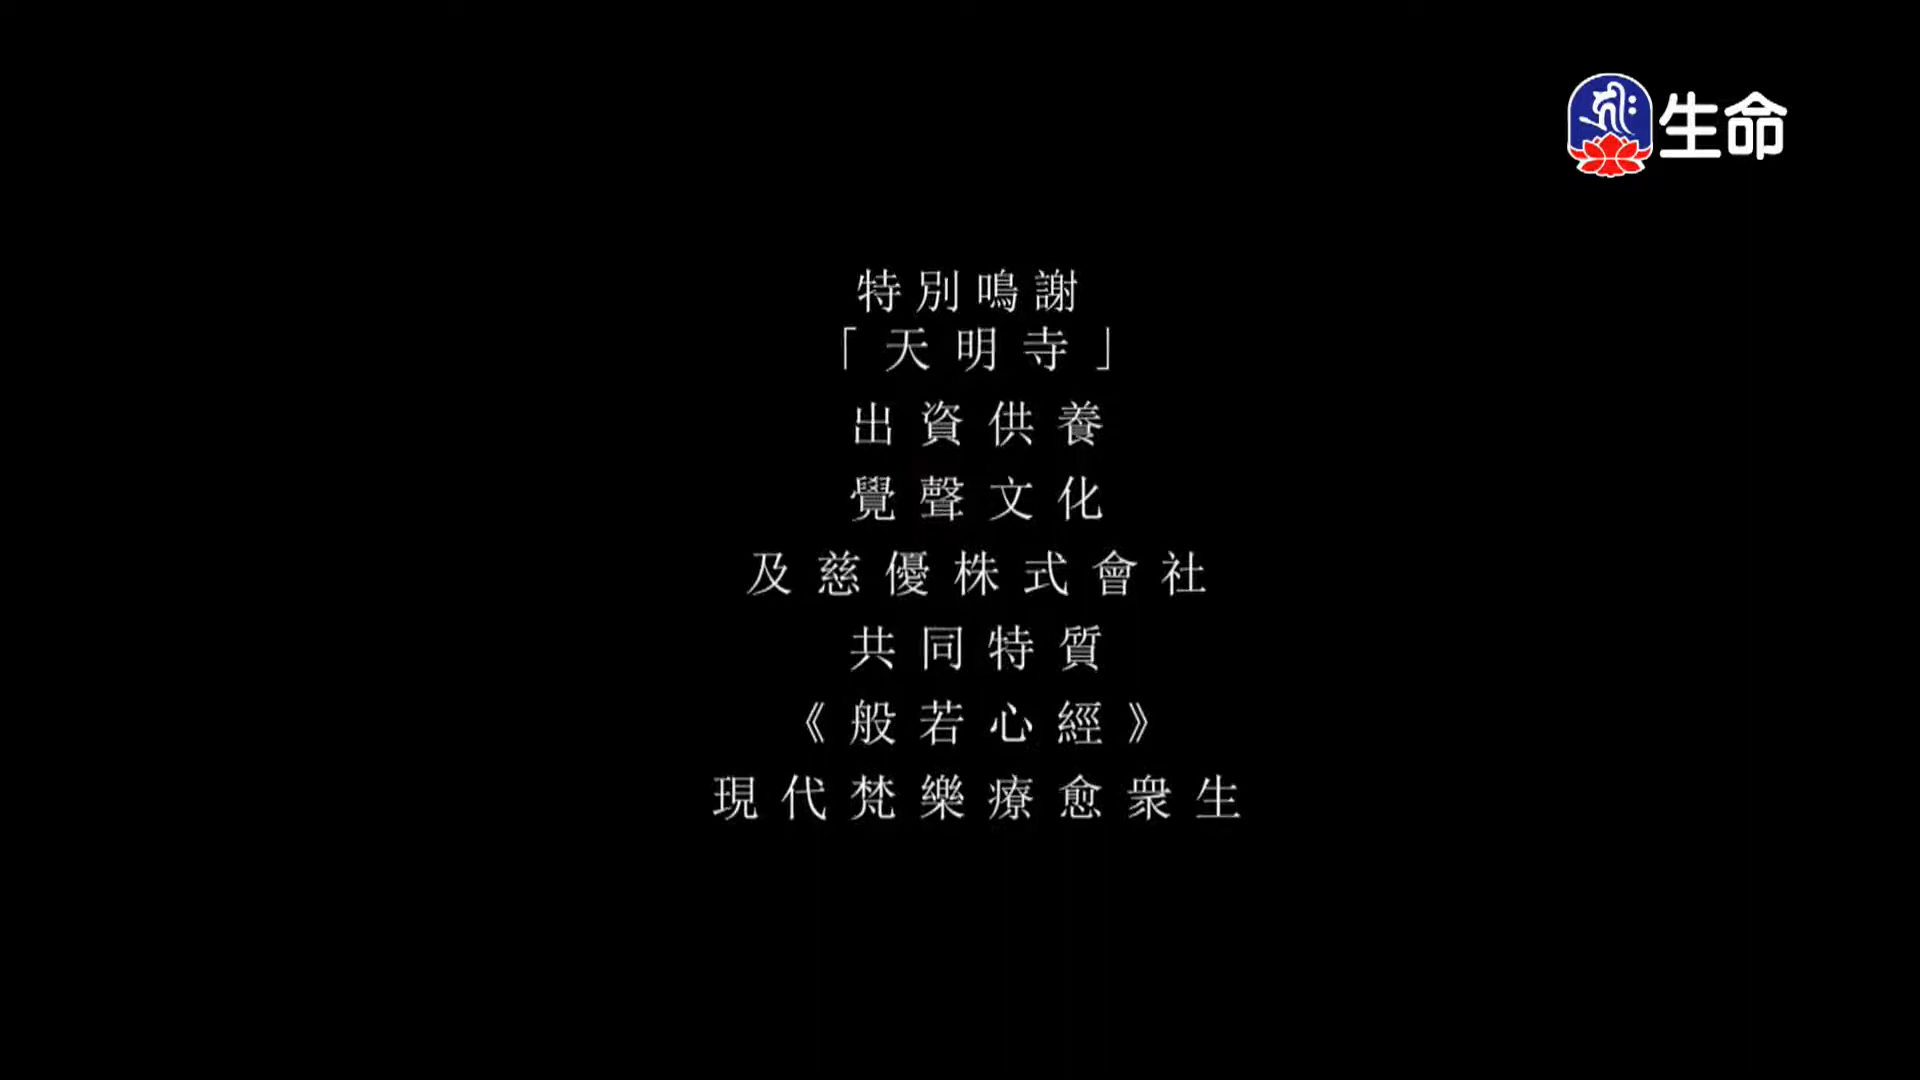 生命
特別鳴謝
「天明寺」
出資供養
覺聲文化
及慈優株式會社
共同特質
《般若心經》
現代梵樂療愈衆生